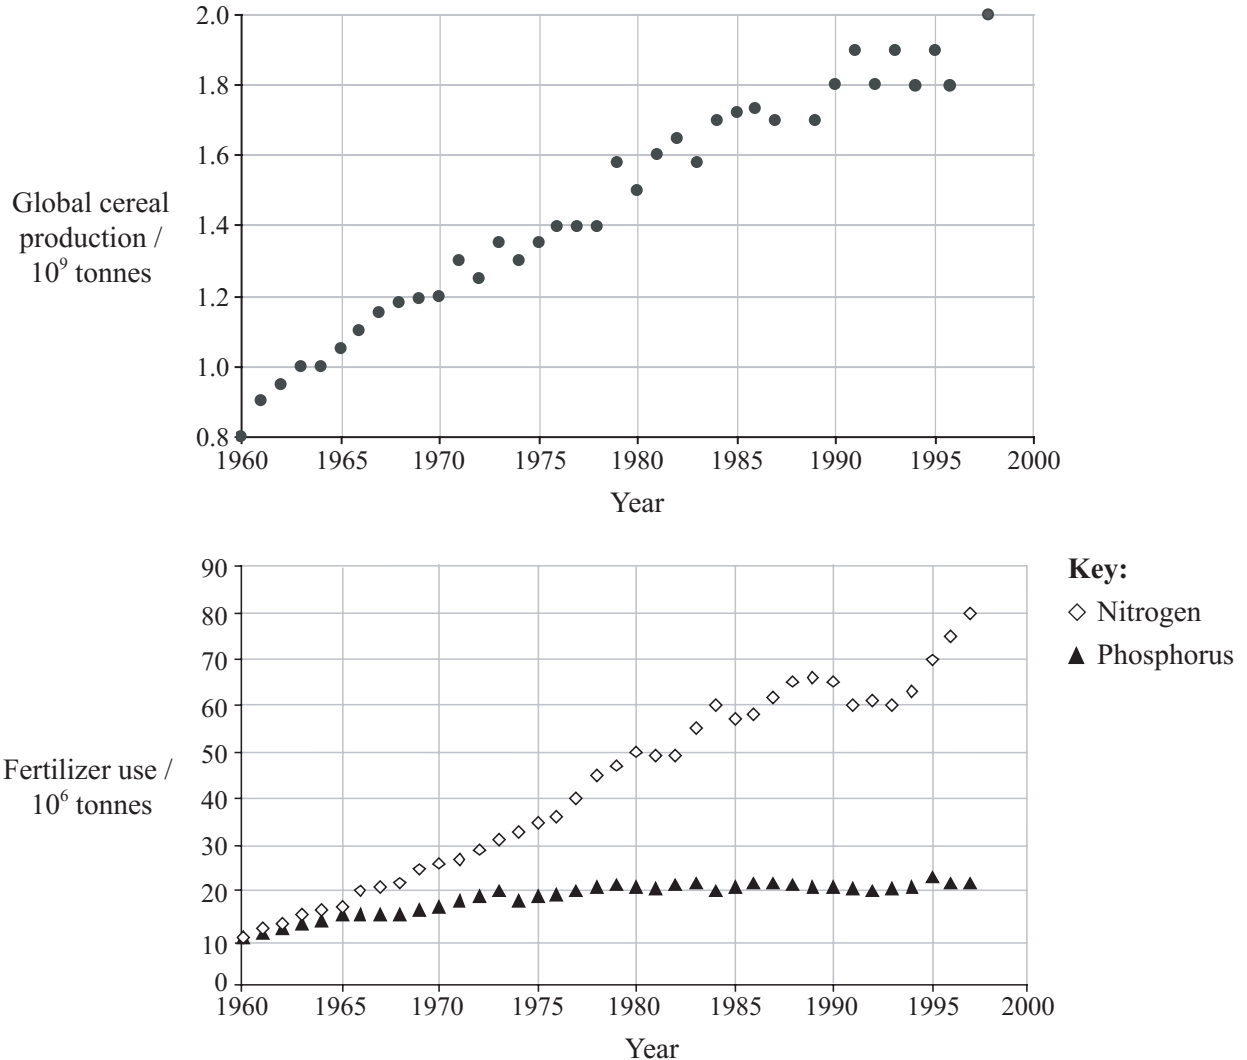 2.0
1.8
1.6
Global cereal
production /
10⁹ tonnes
1.4
1.2
1.0
0.8
1960 1965 1970 1975 1980 1985 1990 1995 2000
Year
90
80
70
60
50
Fertilizer use /
10⁶ tonnes
40
30
20
10
0
1960 1965 1970 1975 1980 1985 1990 1995 2000
Year
Key:
Nitrogen
Phosphorus